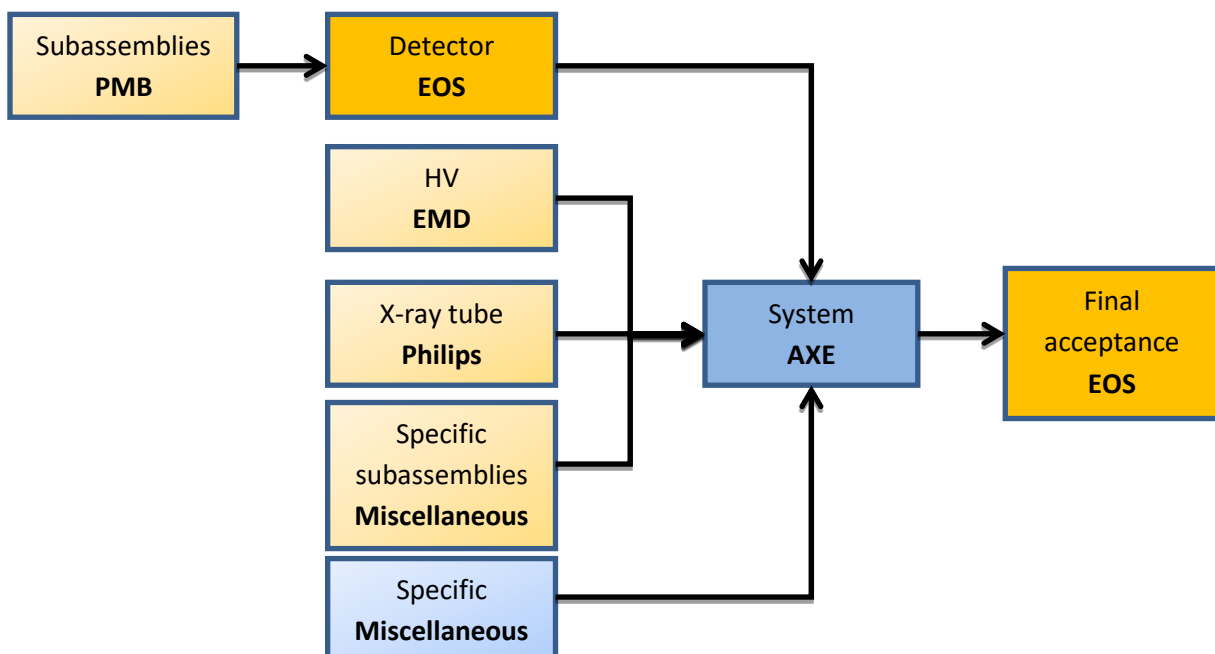 Subassemblies
PMB
Detector
EOS
HV
EMD
X-ray tube
Philips
Specific
subassemblies
Miscellaneous
Specific
Miscellaneous
System
AXE
Final
acceptance
EOS